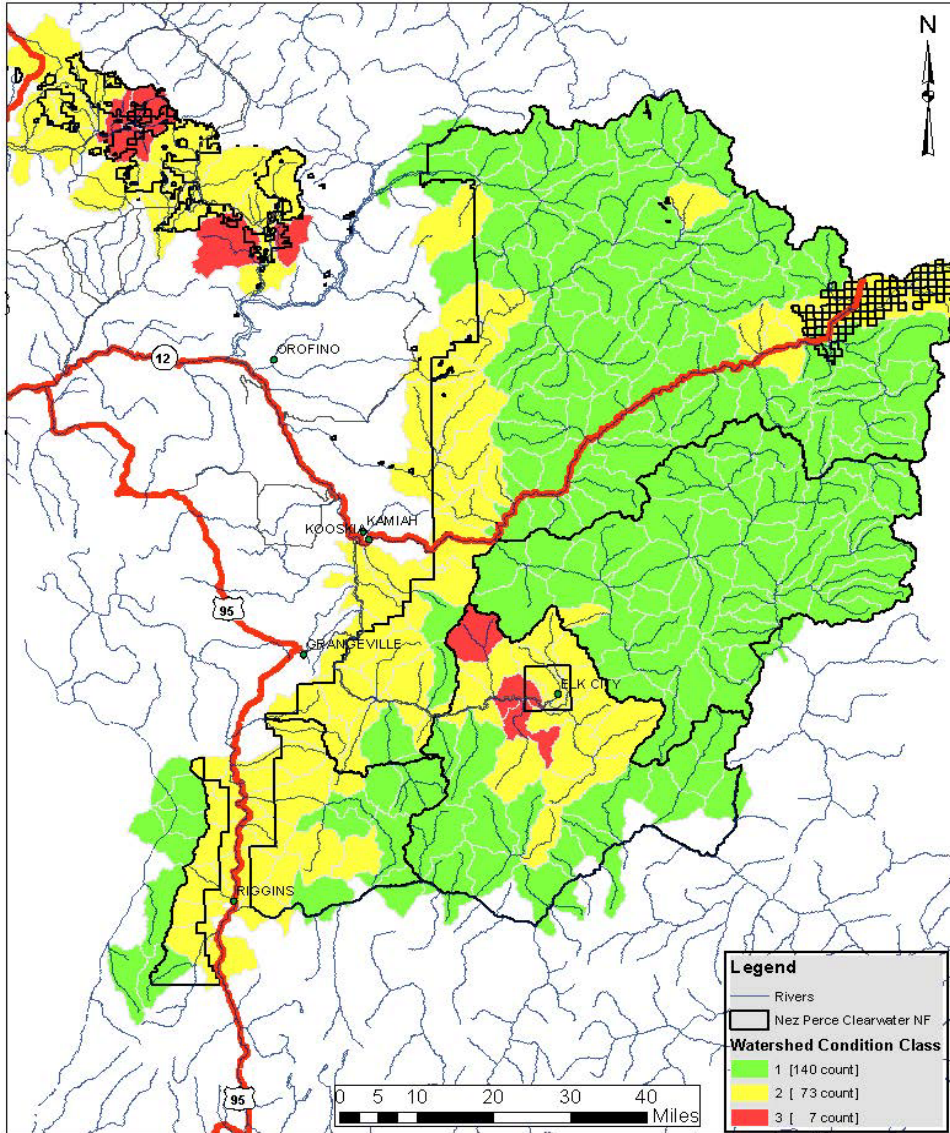 N
12
OROFINO
KAMIAH
KOOSKIA
95
GRANGEVILLE
ELK CITY
RIGGINS
95
0 5 10 20 30 40
Miles
Legend
Rivers
Nez Perce Clearwater NF
Watershed Condition Class
1 [140 count]
2 [ 73 count]
3 [ 7 count]